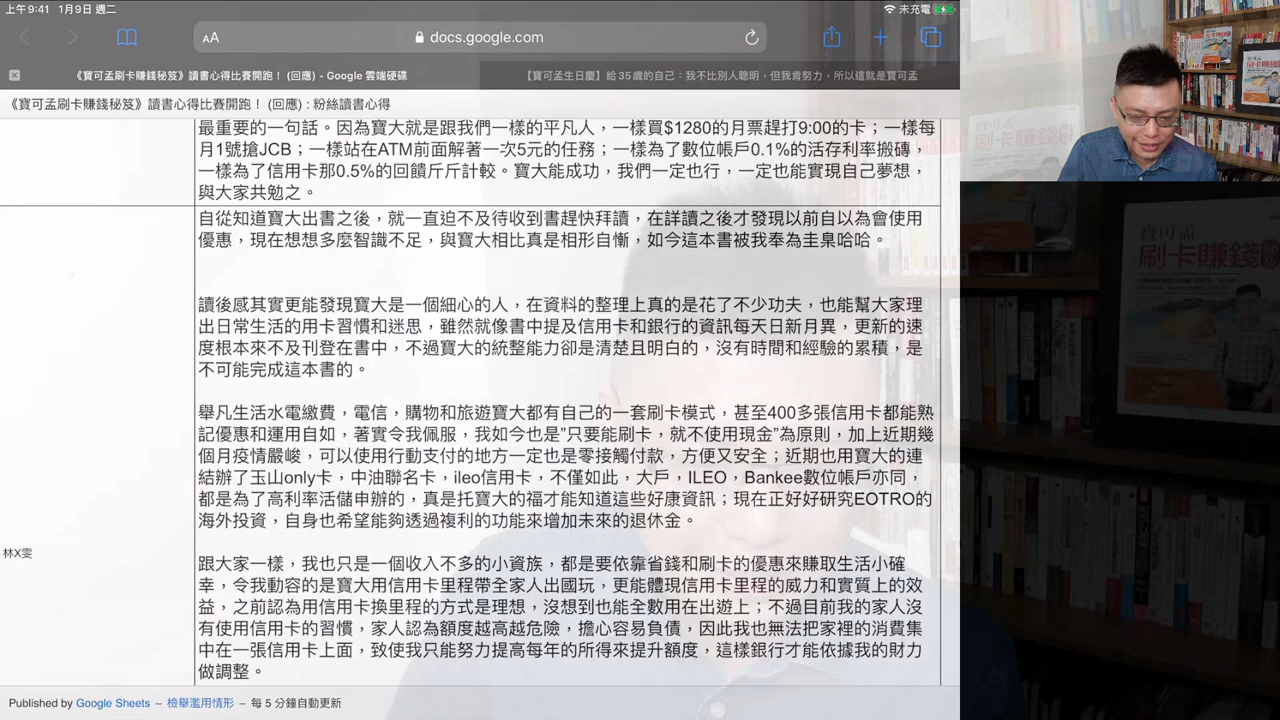 上午9:41 1月9日 週二
未充電
AA
docs.google.com
《寶可孟刷卡賺錢秘笈》讀書心得比賽開跑！ (回應) - Google 雲端硬碟
【寶可孟生日慶】給35歲的自己：我不比別人聰明，但我肯努力，所以這就是寶可孟
《寶可孟刷卡賺錢秘笈》讀書心得比賽開跑！ (回應) : 粉絲讀書心得
最重要的一句話。因為寶大就是跟我們一樣的平凡人，一樣買$1280的月票趕打9:00的卡；一樣每
月1號搶JCB；一樣站在ATM前面解著一次5元的任務；一樣為了數位帳戶0.1%的活存利率搬磚，
一樣為了信用卡那0.5%的回饋斤斤計較。寶大能成功，我們一定也行，一定也能實現自己夢想，
與大家共勉之。
自從知道寶大出書之後，就一直迫不及待收到書趕快拜讀，在詳讀之後才發現以前自以為會使用
優惠，現在想想多麼智識不足，與寶大相比真是相形自慚，如今這本書被我奉為圭臬哈哈。
讀後感其實更能發現寶大是一個細心的人，在資料的整理上真的是花了不少功夫，也能幫大家理
出日常生活的用卡習慣和迷思，雖然就像書中提及信用卡和銀行的資訊每天日新月異，更新的速
度根本來不及刊登在書中，不過寶大的統整能力卻是清楚且明白的，沒有時間和經驗的累積，是
不可能完成這本書的。
舉凡生活水電繳費，電信，購物和旅遊寶大都有自己的一套刷卡模式，甚至400多張信用卡都能熟
記優惠和運用自如，著實令我佩服，我如今也是”只要能刷卡，就不使用現金”為原則，加上近期幾
個月疫情嚴峻，可以使用行動支付的地方一定也是零接觸付款，方便又安全；近期也用寶大的連
結辦了玉山only卡，中油聯名卡，ileo信用卡，不僅如此，大戶，ILEO，Bankee數位帳戶亦同，
都是為了高利率活儲申辦的，真是托寶大的福才能知道這些好康資訊；現在正好好研究EOTRO的
海外投資，自身也希望能夠透過複利的功能來增加未來的退休金。
林X雯
跟大家一樣，我也只是一個收入不多的小資族，都是要依靠省錢和刷卡的優惠來賺取生活小確
幸，令我動容的是寶大用信用卡里程帶全家人出國玩，更能體現信用卡里程的威力和實質上的效
益，之前認為用信用卡換里程的方式是理想，沒想到也能全數用在出遊上；不過目前我的家人沒
有使用信用卡的習慣，家人認為額度越高越危險，擔心容易負債，因此我也無法把家裡的消費集
中在一張信用卡上面，致使我只能努力提高每年的所得來提升額度，這樣銀行才能依據我的財力
做調整。
Published by Google Sheets – 檢舉濫用情形 – 每 5 分鐘自動更新
寶可孟
刷卡賺錢